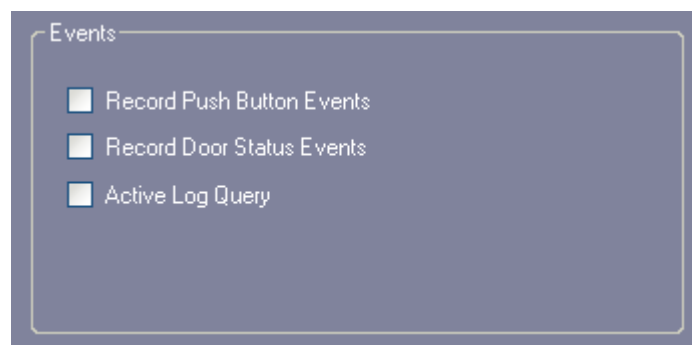 Events
Record Push Button Events
Record Door Status Events
Active Log Query